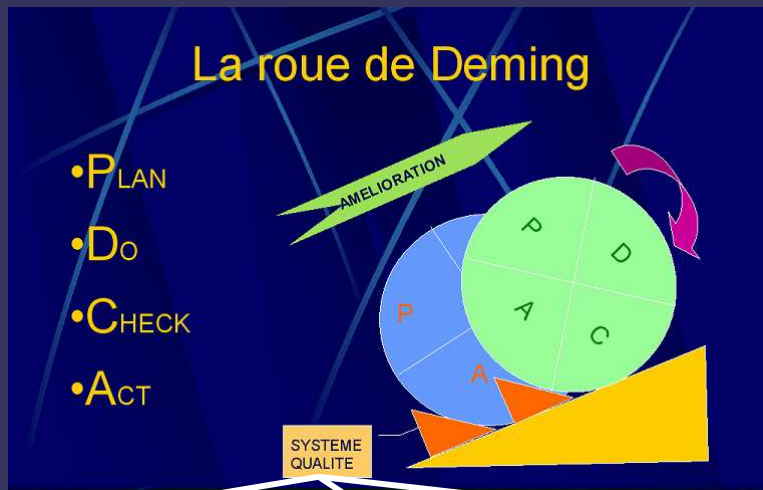 La roue de Deming
•PLAN
•DO
•CHECK
•ACT
AMELIORATION
P
D
A
C
P
A
SYSTEME
QUALITE